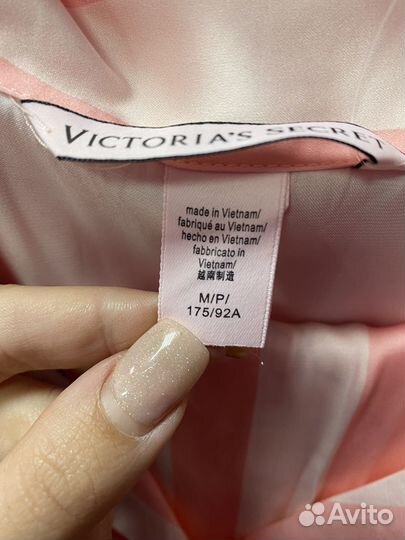 VICTORIA'S SECRET
made in Vietnam/
fabriqué au Vietnam/
hecho en Vietnam/
fabbricato in
Vietnam/
越南制造
M/P/
175/92A
Avito